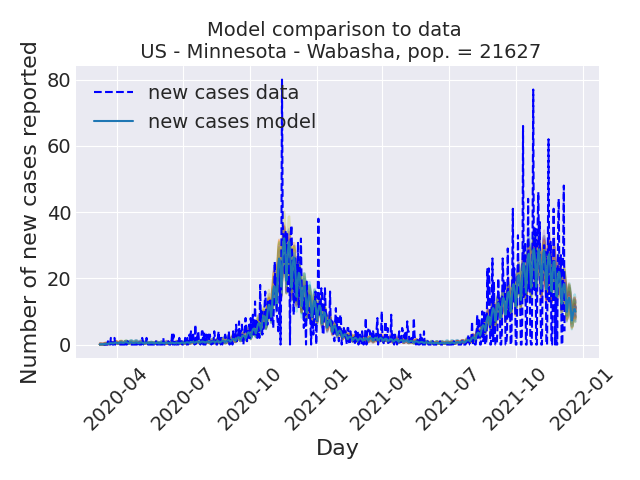 Model comparison to data
US - Minnesota - Wabasha, pop. = 21627
Number of new cases reported
80
60
40
20
0
new cases data
new cases model
2020-04
2020-07
2020-10
2021-01
2021-04
2021-07
2021-10
2022-01
Day